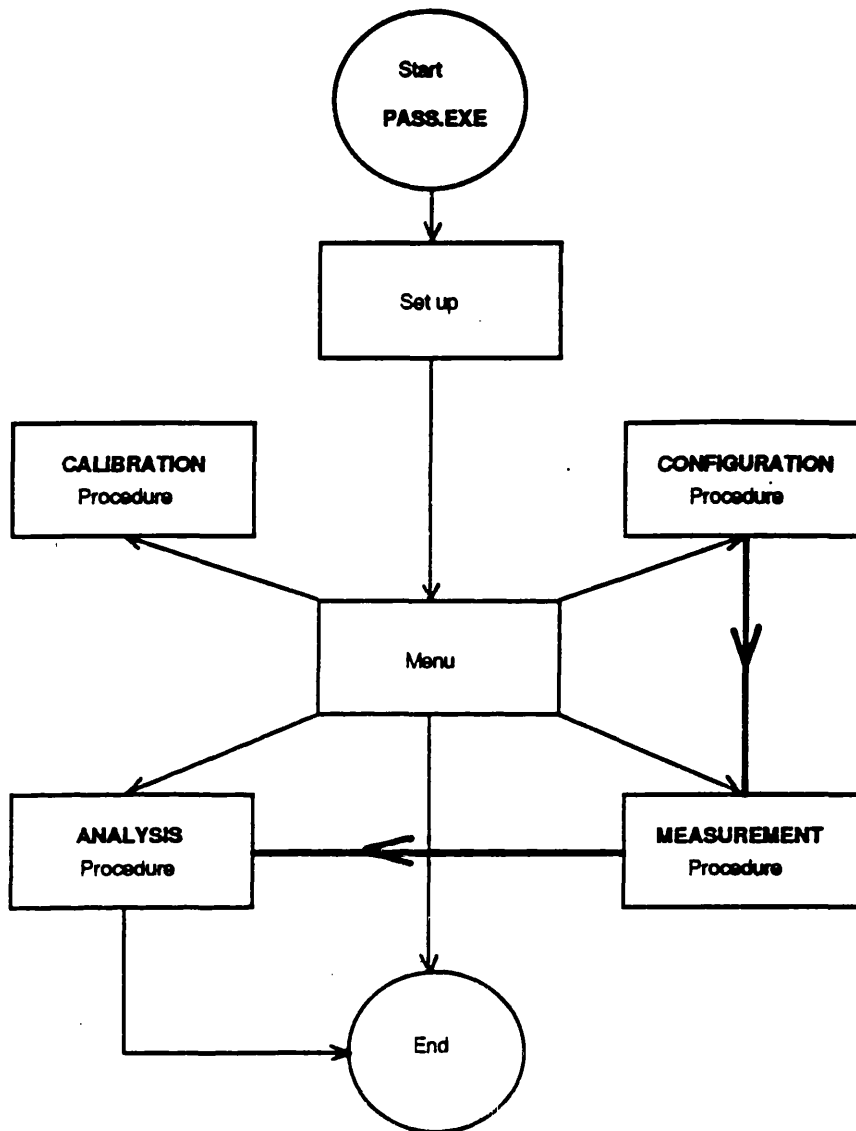 Start
PASS.EXE
Set up
CALIBRATION
Procedure
CONFIGURATION
Procedure
Menu
ANALYSIS
Procedure
MEASUREMENT
Procedure
End